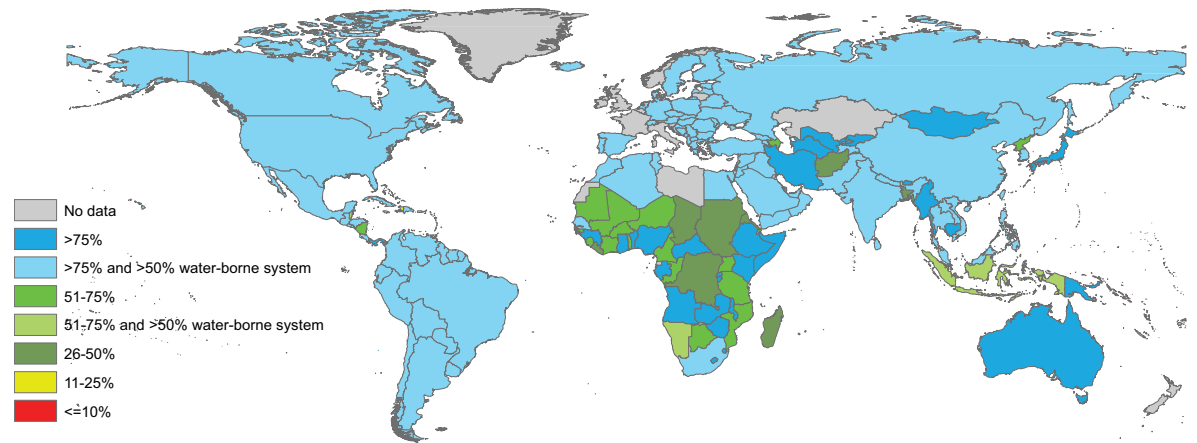 No data
>75%
>75% and >50% water-borne system
51-75%
51-75% and >50% water-borne system
26-50%
11-25%
<=10%